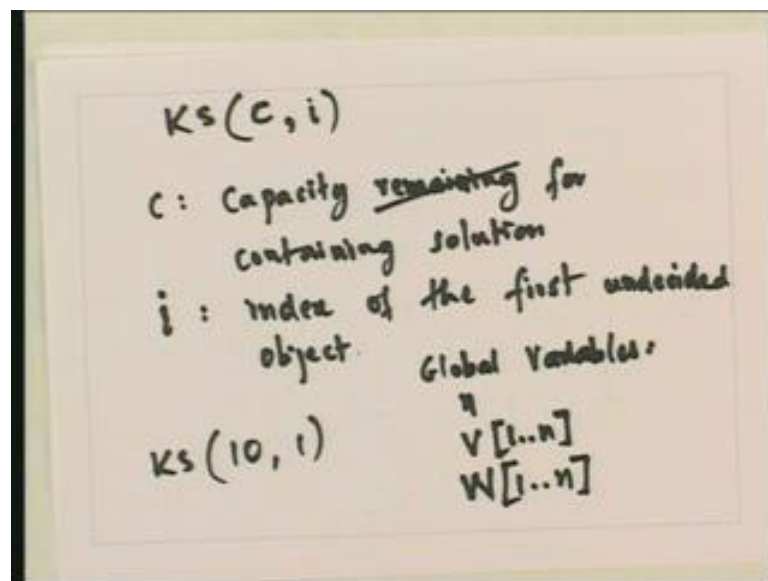 KS(C, i)
C: Capacity remaining for
containing solution
i : index of the first undecided
object.
Global Variables.
n
V[1..n]
KS(10, 1)
W[1..n]